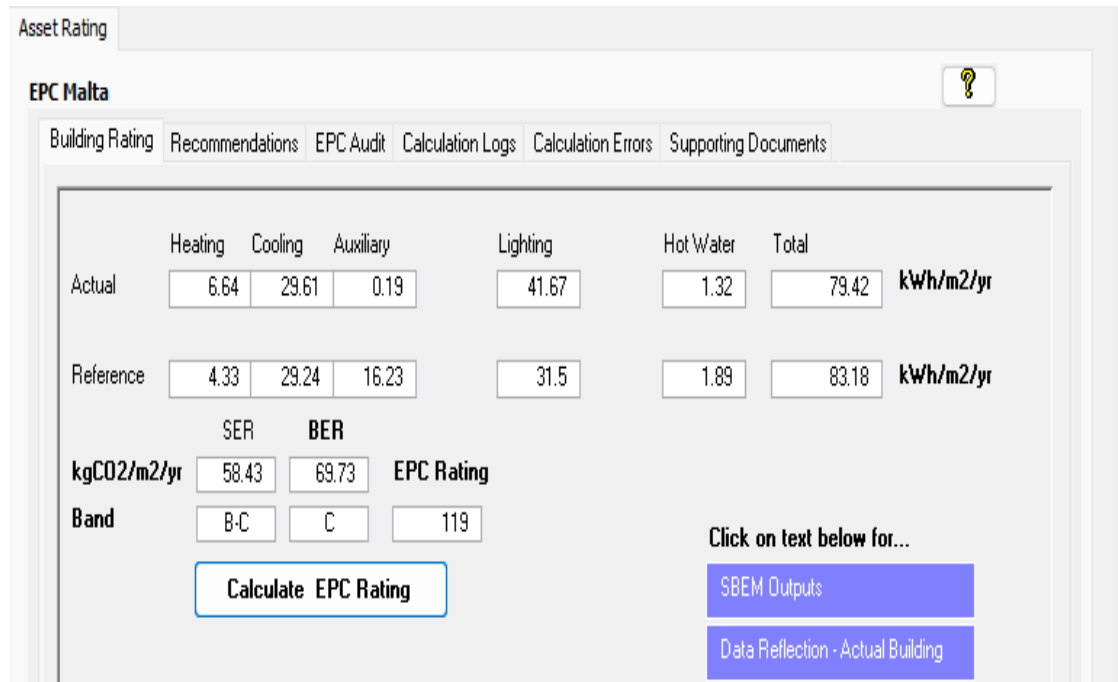 Asset Rating
EPC Malta
?
Building Rating Recommendations EPC Audit Calculation Logs Calculation Errors Supporting Documents
Heating Cooling Auxiliary Lighting Hot Water Total
Actual 6.64 29.61 0.19 41.67 1.32 79.42 kWh/m2/yr
Reference 4.33 29.24 16.23 31.5 1.89 83.18 kWh/m2/yr
SER BER
kgCO2/m2/yr 58.43 69.73 EPC Rating
Band B-C C 119
Click on text below for...
Calculate EPC Rating SBEM Outputs
Data Reflection - Actual Building